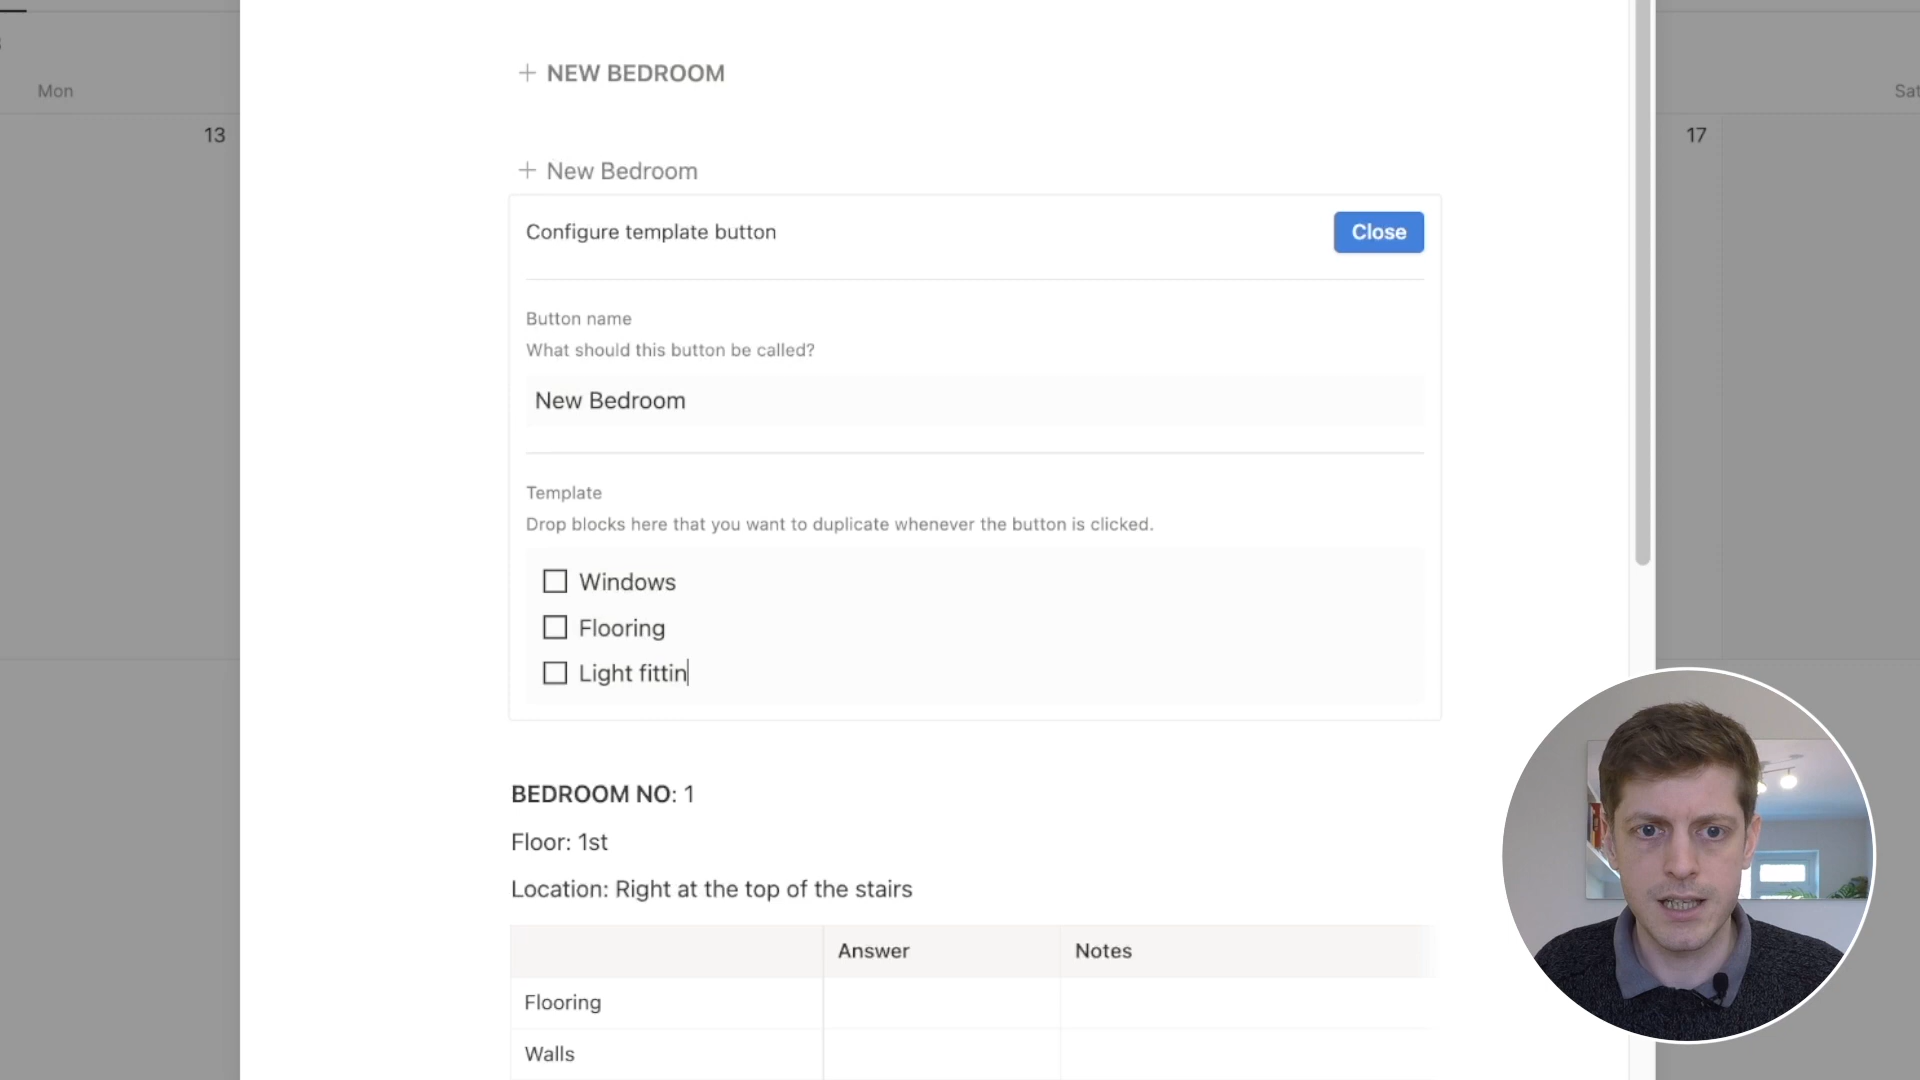 Mon
Sat
13
17
+ NEW BEDROOM
+ New Bedroom
Configure template button
Close
Button name
What should this button be called?
New Bedroom
Template
Drop blocks here that you want to duplicate whenever the button is clicked.
Windows
Flooring
Light fittin
BEDROOM NO: 1
Floor: 1st
Location: Right at the top of the stairs
Answer Notes
Flooring
Walls